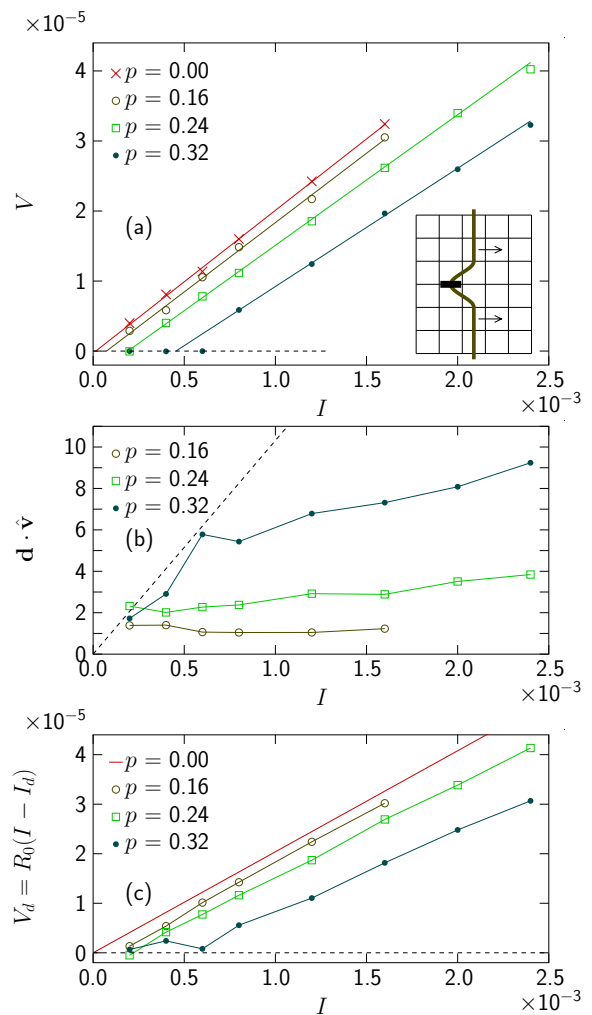 ×10⁻⁵
4
3
2
1
0
V
p = 0.00
p = 0.16
p = 0.24
p = 0.32
(a)
0.0 0.5 1.0 1.5 2.0 2.5
I
×10⁻³
10
8
6
4
2
0
d · v̂
p = 0.16
p = 0.24
p = 0.32
(b)
0.0 0.5 1.0 1.5 2.0 2.5
I
×10⁻³
×10⁻⁵
4
3
2
1
0
V_d = R_0(I − I_d)
p = 0.00
p = 0.16
p = 0.24
p = 0.32
(c)
0.0 0.5 1.0 1.5 2.0 2.5
I
×10⁻³